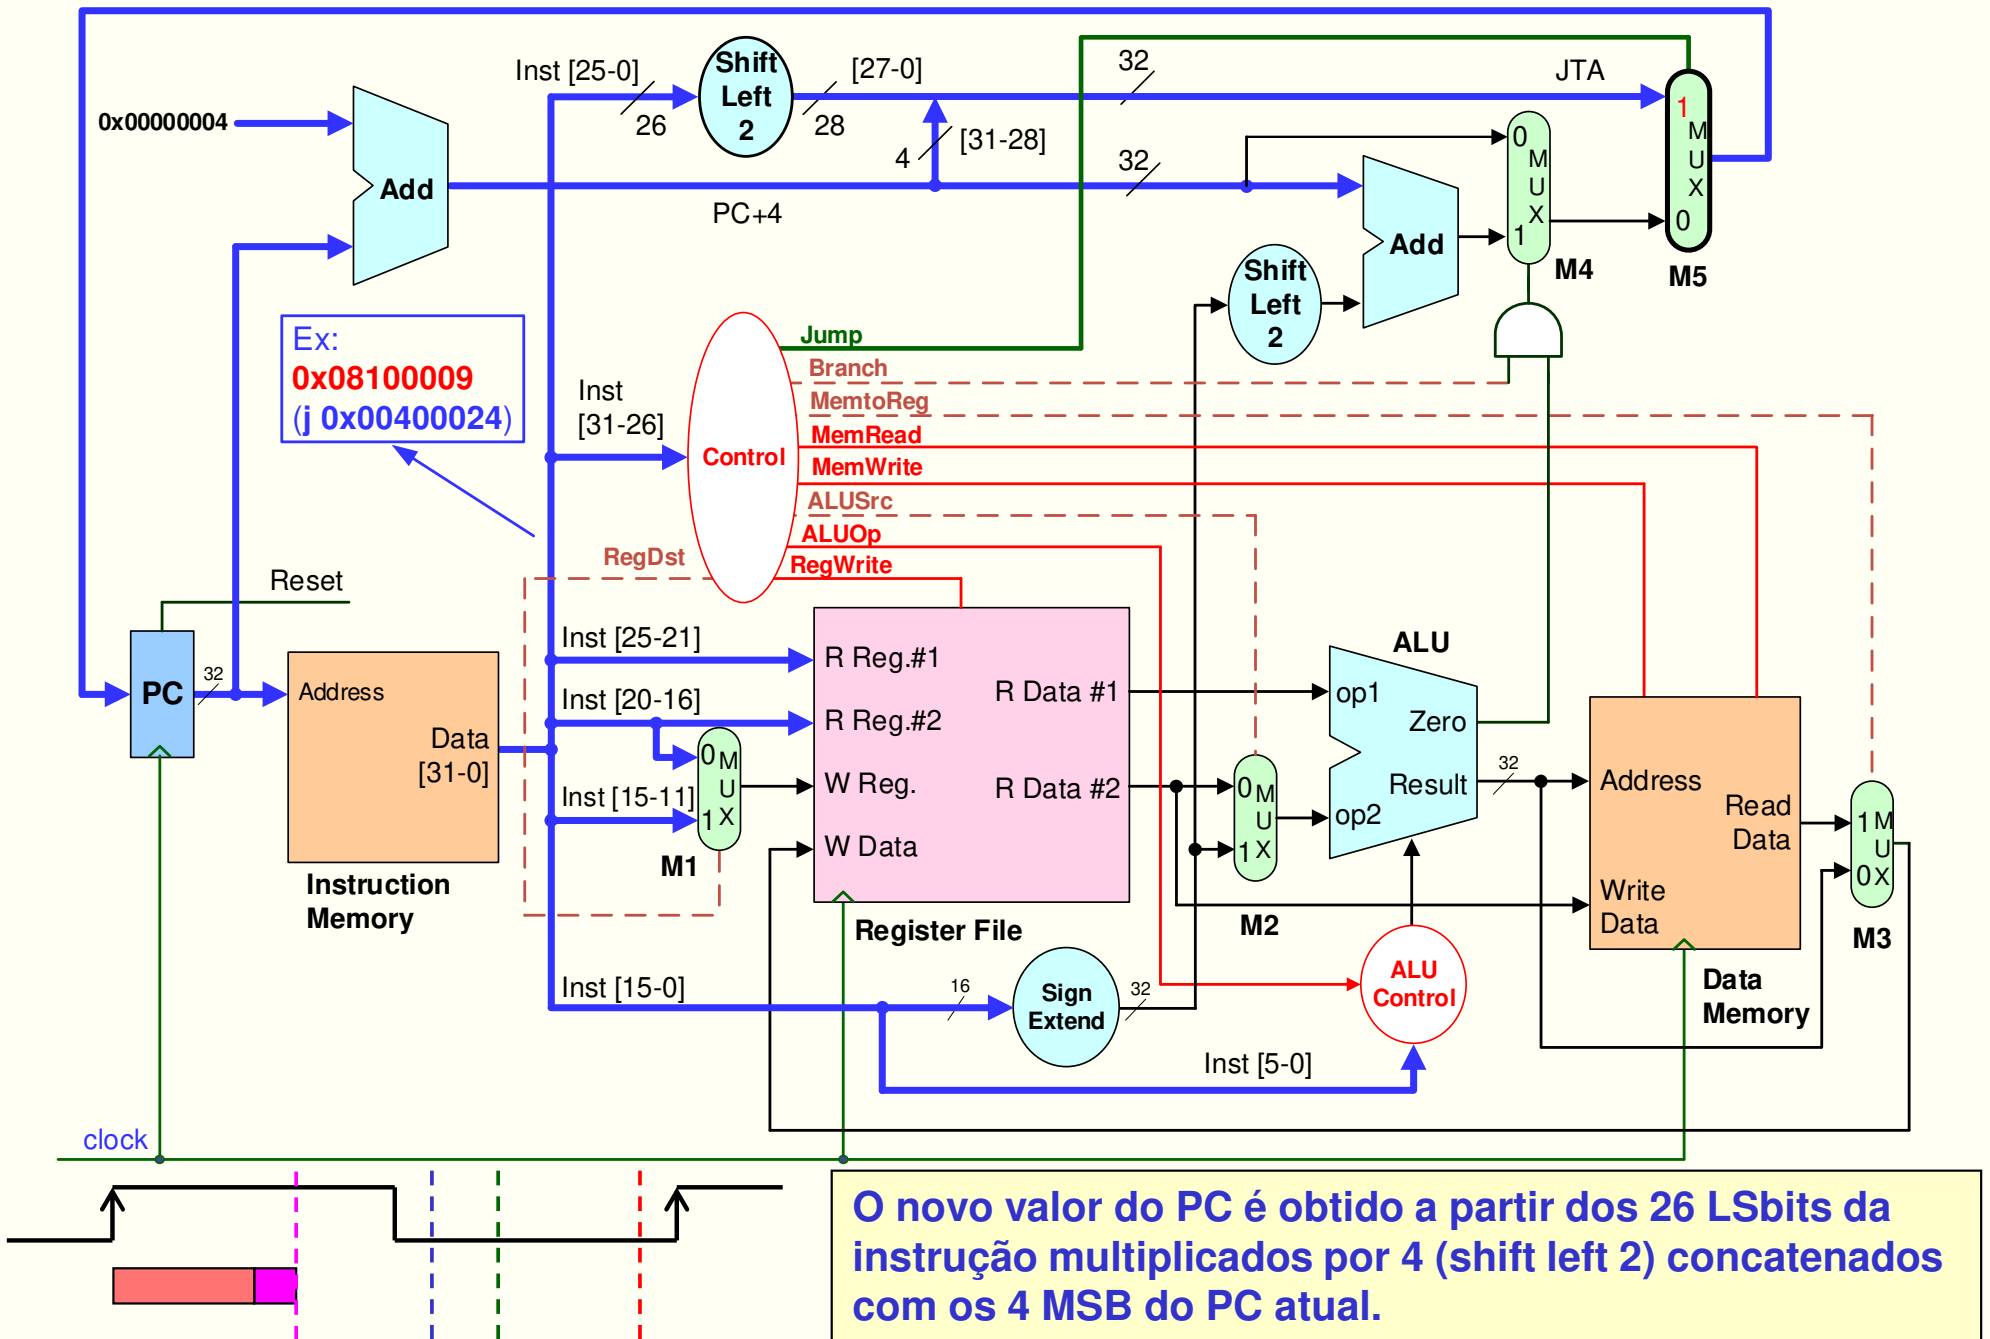 Inst [25-0]
26
Shift
Left
2
[27-0]
28
32
JTA
1
M
U
X
0
M5
0x00000004
Add
4
[31-28]
32
PC+4
0
M
U
X
1
M4
Add
Shift
Left
2
Ex:
0x08100009
(j 0x00400024)
Inst
[31-26]
Control
Jump
Branch
MemtoReg
MemRead
MemWrite
ALUSrc
ALUOp
RegWrite
RegDst
Reset
PC
32
Address
Data
[31-0]
Instruction
Memory
Inst [25-21]
Inst [20-16]
Inst [15-11]
0 M
U
1 X
M1
R Reg.#1
R Reg.#2
W Reg.
W Data
R Data #1
R Data #2
Register File
0 M
U
1 X
M2
ALU
op1
Zero
Result
op2
32
Address
Read
Data
Write
Data
Data
Memory
1 M
U
0 X
M3
ALU
Control
Inst [15-0]
16
Sign
Extend
32
Inst [5-0]
clock
O novo valor do PC é obtido a partir dos 26 LSbits da
instrução multiplicados por 4 (shift left 2) concatenados
com os 4 MSB do PC atual.